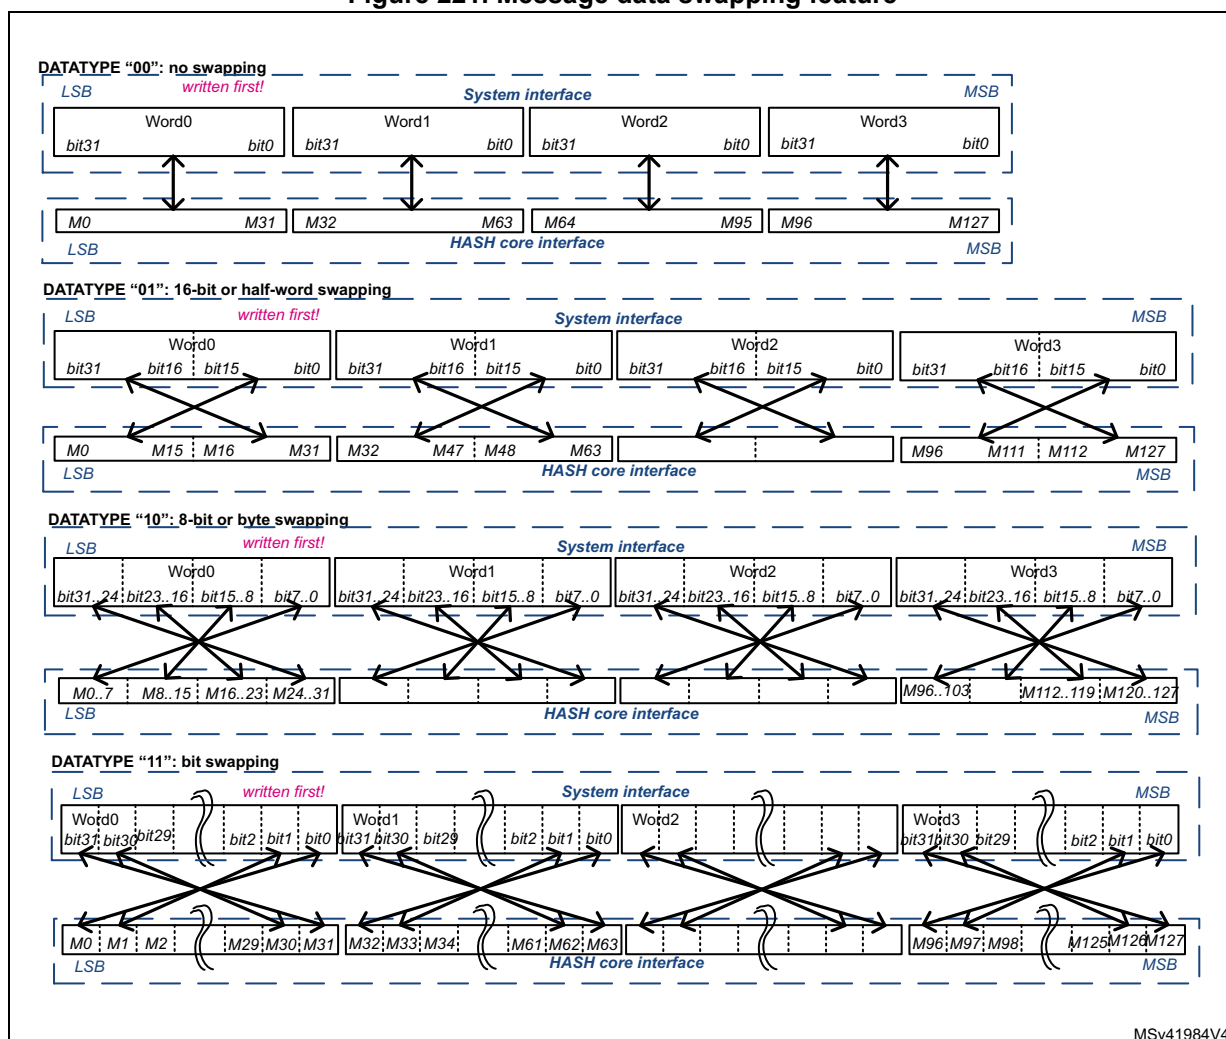 Figure 221. Message data swapping feature
DATATYPE “00”: no swapping
LSB written first! System interface MSB
Word0 Word1 Word2 Word3
bit31 bit0 bit31 bit0 bit31 bit0 bit31 bit0
M0 M31 M32 M63 M64 M95 M96 M127
LSB HASH core interface MSB
DATATYPE “01”: 16-bit or half-word swapping
LSB written first! System interface MSB
Word0 Word1 Word2 Word3
bit31 bit16 bit15 bit0 bit31 bit16 bit15 bit0 bit31 bit16 bit15 bit0 bit31 bit16 bit15 bit0
M0 M15 M16 M31 M32 M47 M48 M63 M96 M111 M112 M127
LSB HASH core interface MSB
DATATYPE “10”: 8-bit or byte swapping
LSB written first! System interface MSB
Word0 Word1 Word2 Word3
bit31..24 bit23..16 bit15..8 bit7..0 bit31..24 bit23..16 bit15..8 bit7..0 bit31..24 bit23..16 bit15..8 bit7..0 bit31..24 bit23..16 bit15..8 bit7..0
M0..7 M8..15 M16..23 M24..31 M96..103 M112..119 M120..127
LSB HASH core interface MSB
DATATYPE “11”: bit swapping
LSB written first! System interface MSB
Word0 Word1 Word2 Word3
bit31 bit30 bit29 bit2 bit1 bit0 bit31 bit30 bit29 bit2 bit1 bit0 bit31 bit30 bit29 bit2 bit1 bit0
M0 M1 M2 M29 M30 M31 M32 M33 M34 M61 M62 M63 M96 M97 M98 M125 M126 M127
LSB HASH core interface MSB
MSv41984V4